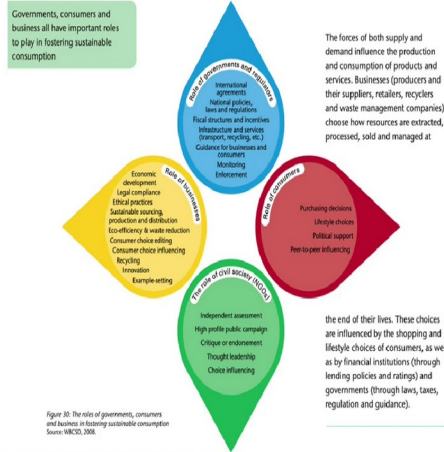 Governments, consumers and
business all have important roles
to play in fostering sustainable
consumption
The forces of both supply and
demand influence the production
and consumption of products and
services. Businesses (producers and
their suppliers, retailers, recyclers
and waste management companies)
choose how resources are extracted,
processed, sold and managed at
Role of governments and regulators
International
agreements
National policies,
laws and regulations
Fiscal structures and incentives
Infrastructure and services
(transport, recycling, etc.)
Guidance for businesses and
consumers
Monitoring
Enforcement
Role of businesses
Economic
development
Legal compliance
Ethical practices
Sustainable sourcing,
production and distribution
Eco-efficiency & waste reduction
Consumer choice editing
Consumer choice influencing
Recycling
Innovation
Example-setting
Role of consumers
Purchasing decisions
Lifestyle choices
Political support
Peer-to-peer influencing
The role of civil society (NGOs)
Independent assessment
High profile public campaign
Critique or endorsement
Thought leadership
Choice influencing
the end of their lives. These choices
are influenced by the shopping and
lifestyle choices of consumers, as we
as by financial institutions (through
lending policies and ratings) and
governments (through laws, taxes,
regulation and guidance).
Figure 30: The roles of governments, consumers
and business in fostering sustainable consumption
Source: WBCSD, 2008.